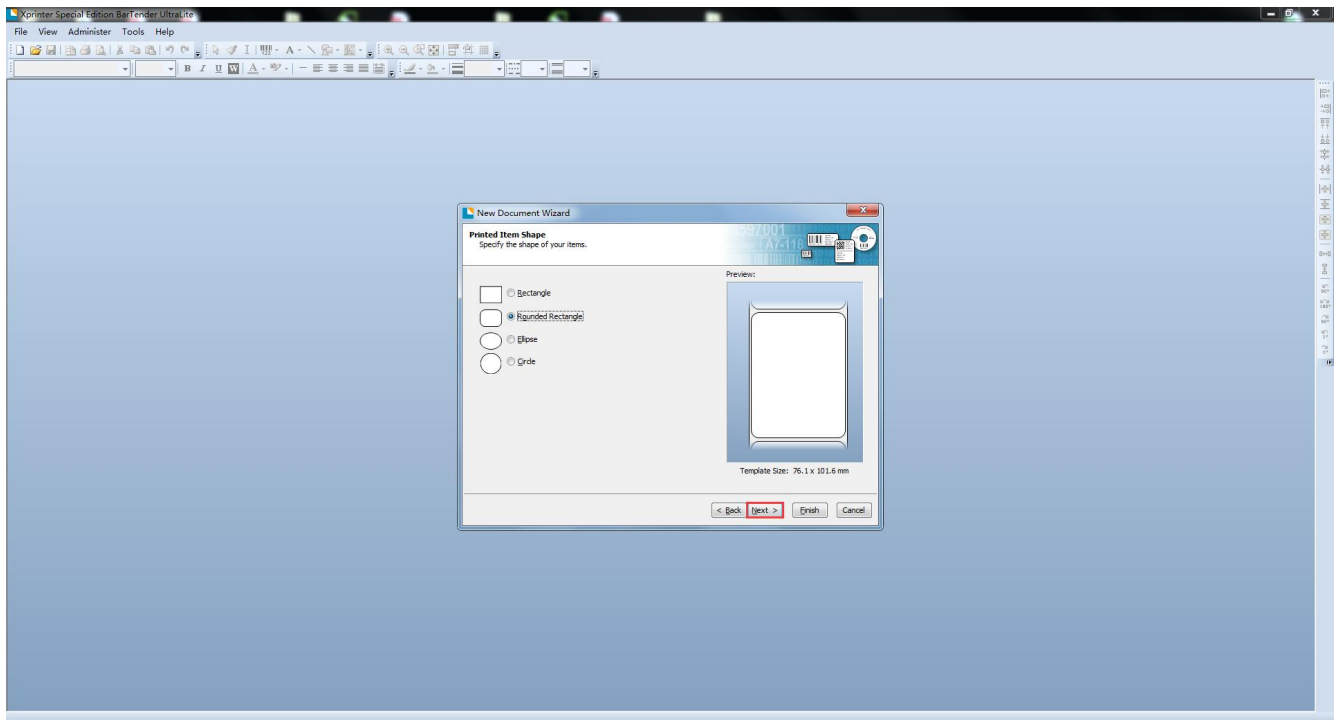 Xprinter Special Edition BarTender UltraLite
File View Administer Tools Help
New Document Wizard
Printed Item Shape
Specify the shape of your items.
Preview:
Rectangle
Rounded Rectangle
Ellipse
Circle
Template Size: 76.1 x 101.6 mm
< Back Next > Finish Cancel